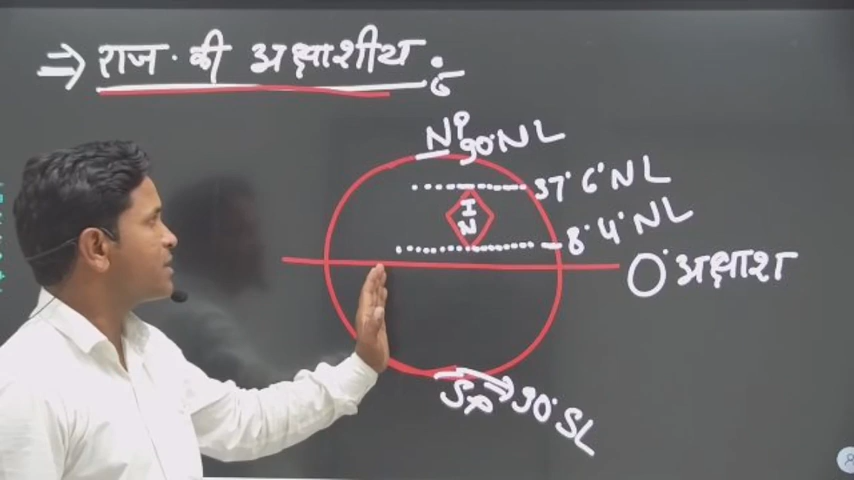 ⇒ राज. की अक्षाशीय :-
NP 90°NL
37°6'NL
IN
8°4'NL
0° अक्षाश
SP → 90°SL